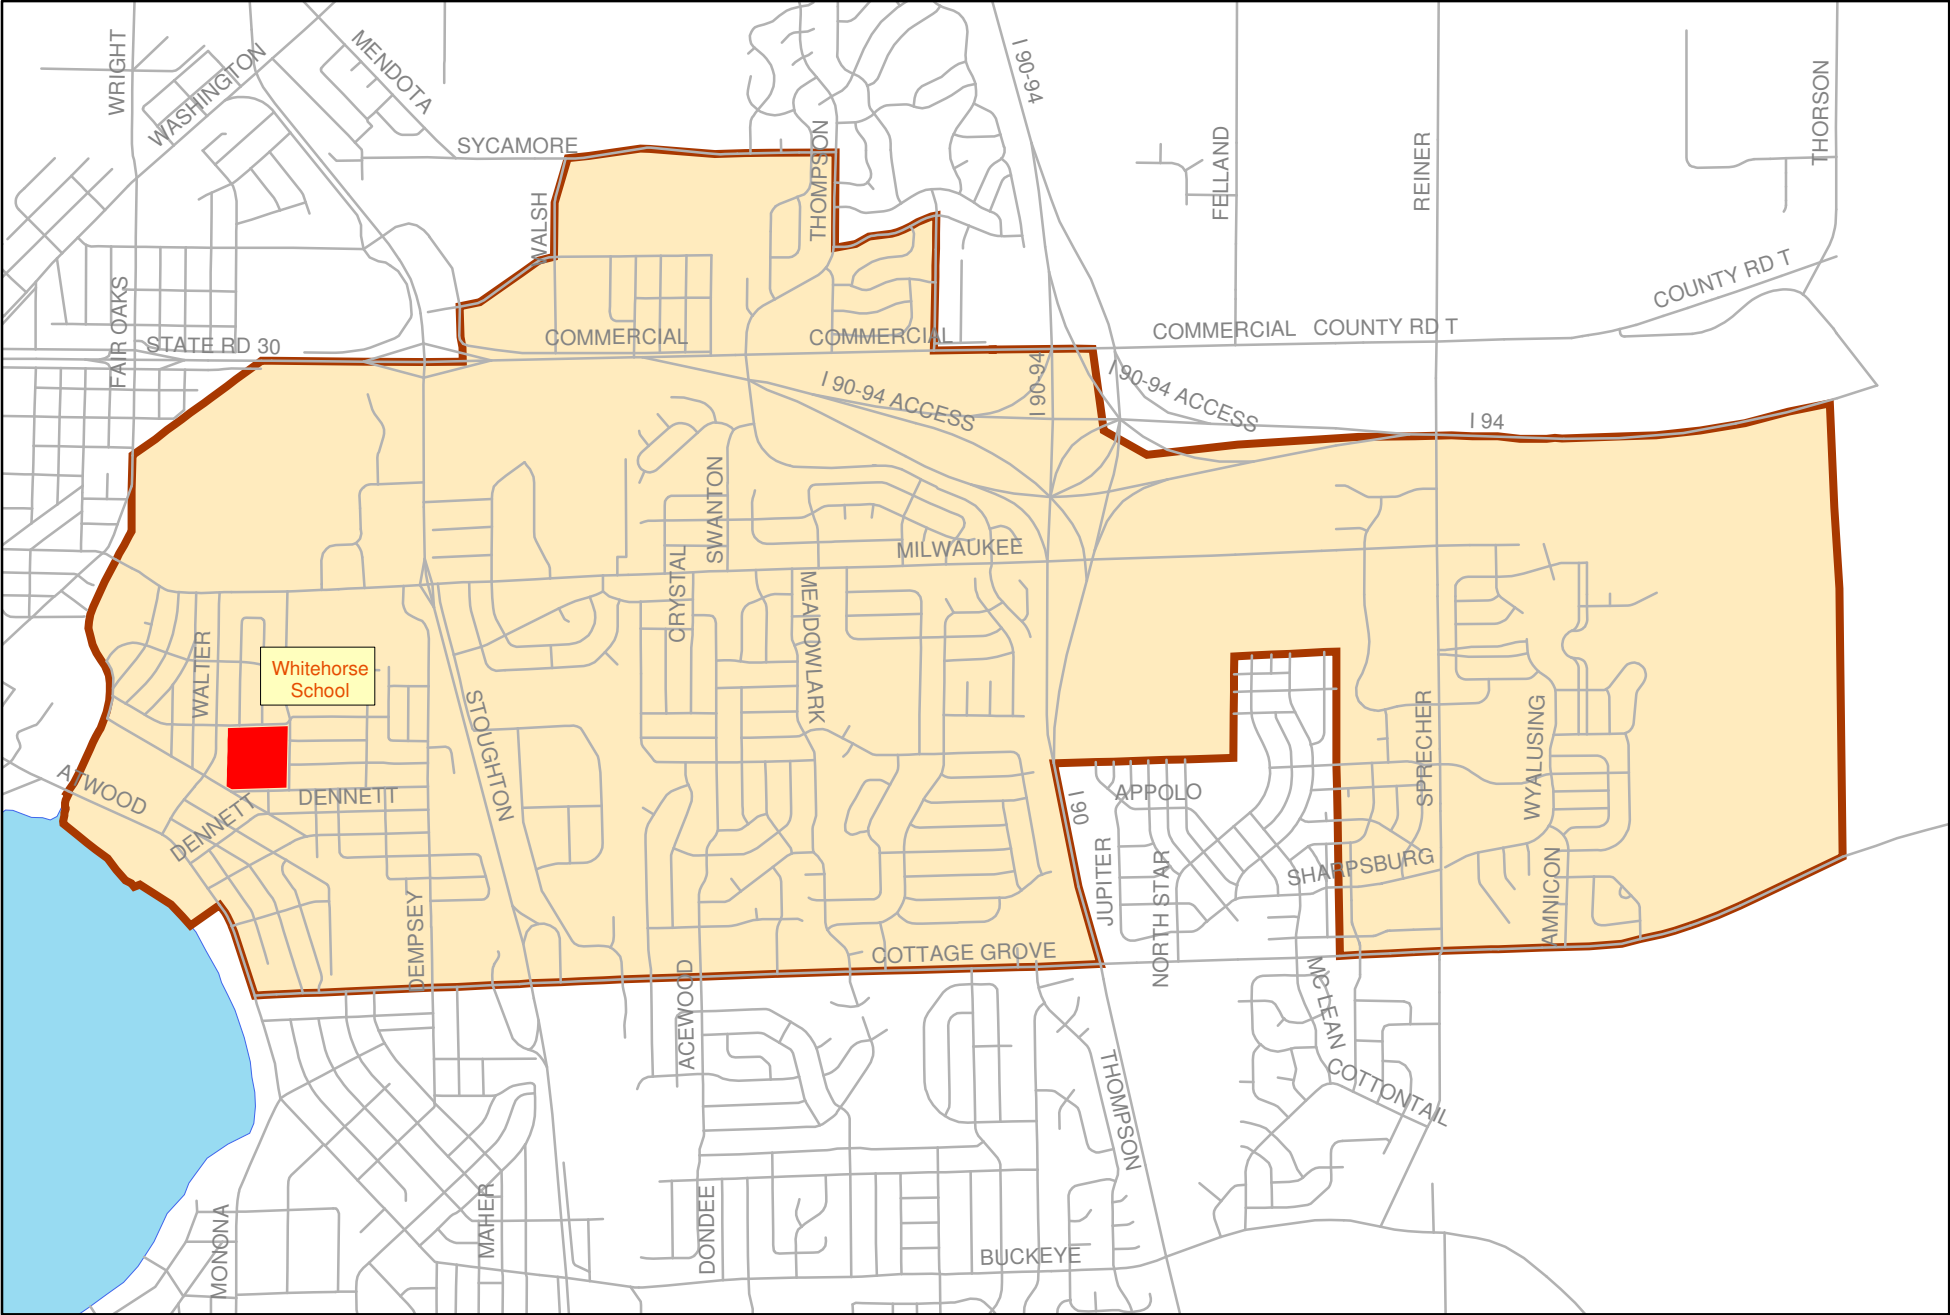 WRIGHT
WASHINGTON
MENDOTA
SYCAMORE
THOMPSON
I 90-94
FELLAND
REINER
THORSON
WALSH
FAIR OAKS
STATE RD 30
COMMERCIAL
COMMERCIAL
COMMERCIAL
COUNTY RD T
COUNTY RD T
I 90-94 ACCESS
I 90-94
I 90-94 ACCESS
I 94
SWANTON
MILWAUKEE
CRYSTAL
MEADOWLARK
WALTER
Whitehorse
School
STOUGHTON
SPRECHER
WYALUSING
ATWOOD
DENNETT
DENNETT
I 90
APPOLO
JUPITER
NORTH STAR
SHARPSBURG
AMNICON
DEMPSEY
COTTAGE GROVE
ACEWOOD
MC LEAN
COTTONTAIL
THOMPSON
MONONA
MAHER
DONDEE
BUCKEYE